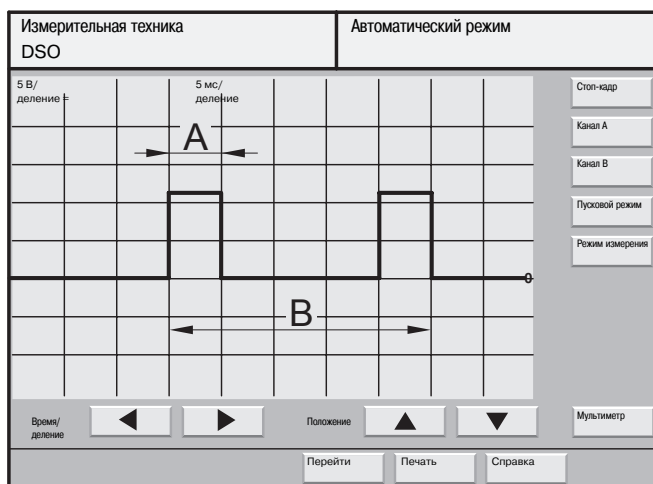 Измерительная техника
DSO
Автоматический режим
5 В/
деление =
5 мс/
деление
Стоп-кадр
A
Канал A
Канал B
Пусковой режим
Режим измерения
0
B
Время/
деление
Положение
Мультиметр
Перейти
Печать
Справка